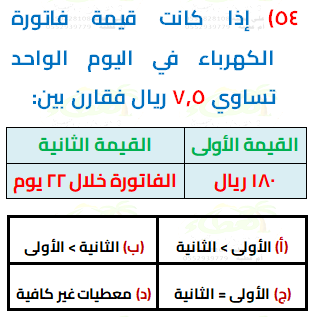 ٥٤) إذا كانت قيمة فاتورة
الكهرباء في اليوم الواحد
تساوي ٧,٥ ريال فقارن بين:
القيمة الأولى القيمة الثانية
١٨٠ ريال الفاتورة خلال ٢٢ يوم
(أ) الأولى > الثانية (ب) الثانية > الأولى
(ج) الأولى = الثانية (د) معطيات غير كافية